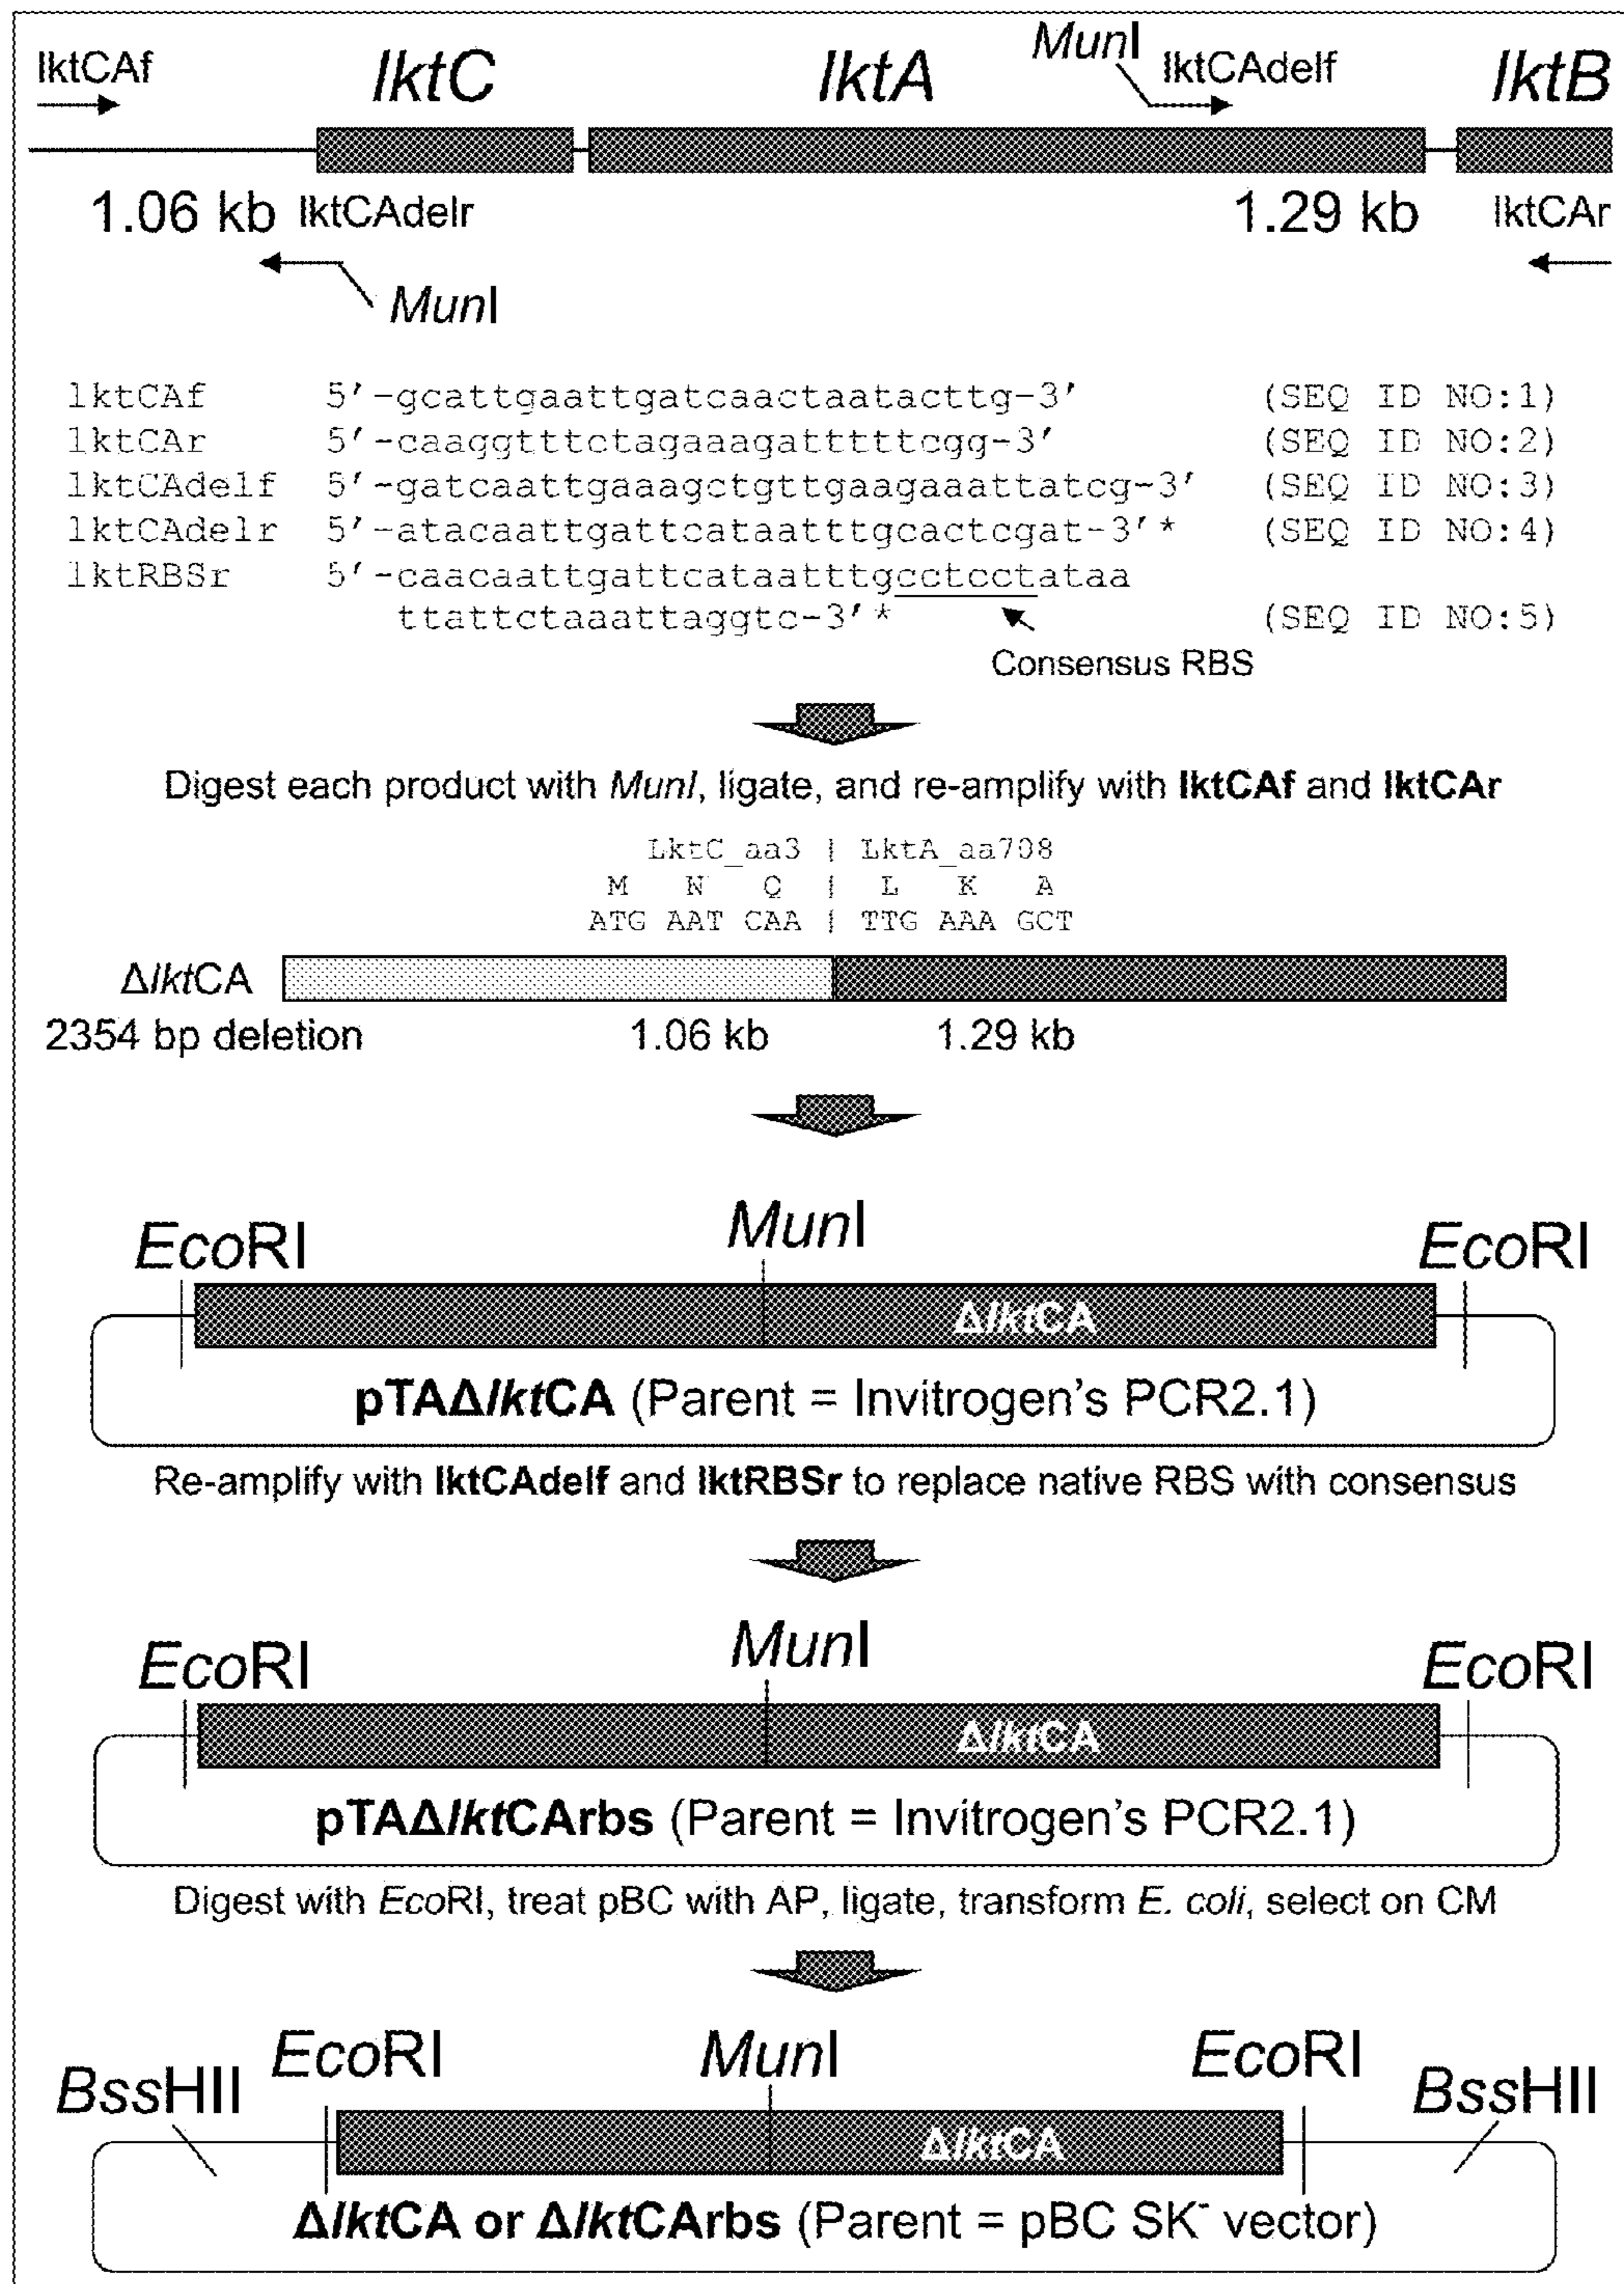 lktCAf lktC lktA MunI lktCAdelf lktB
1.06 kb lktCAdelr 1.29 kb lktCAr
MunI
lktCAf 5′-gcattgaattgatcaactaatacttg-3′ (SEQ ID NO:1)
lktCAr 5′-caaggtttctagaaagatttttcgg-3′ (SEQ ID NO:2)
lktCAdelf 5′-gatcaattgaaagctgttgaagaaattatcg-3′ (SEQ ID NO:3)
lktCAdelr 5′-atacaattgattcataatttgcactcgat-3′* (SEQ ID NO:4)
lktRBSr 5′-caacaattgattcataatttgcctcctataa
ttattctaaattaggtc-3′* (SEQ ID NO:5)
Consensus RBS
Digest each product with MunI, ligate, and re-amplify with lktCAf and lktCAr
LktC_aa3 | LktA_aa708
M N Q | L K A
ATG AAT CAA | TTG AAA GCT
ΔlktCA
2354 bp deletion 1.06 kb 1.29 kb
EcoRI MunI EcoRI
ΔlktCA
pTAΔlktCA (Parent = Invitrogen's PCR2.1)
Re-amplify with lktCAdelf and lktRBSr to replace native RBS with consensus
EcoRI MunI EcoRI
ΔlktCA
pTAΔlktCArbs (Parent = Invitrogen's PCR2.1)
Digest with EcoRI, treat pBC with AP, ligate, transform E. coli, select on CM
BssHII EcoRI MunI EcoRI BssHII
ΔlktCA
ΔlktCA or ΔlktCArbs (Parent = pBC SK⁻ vector)